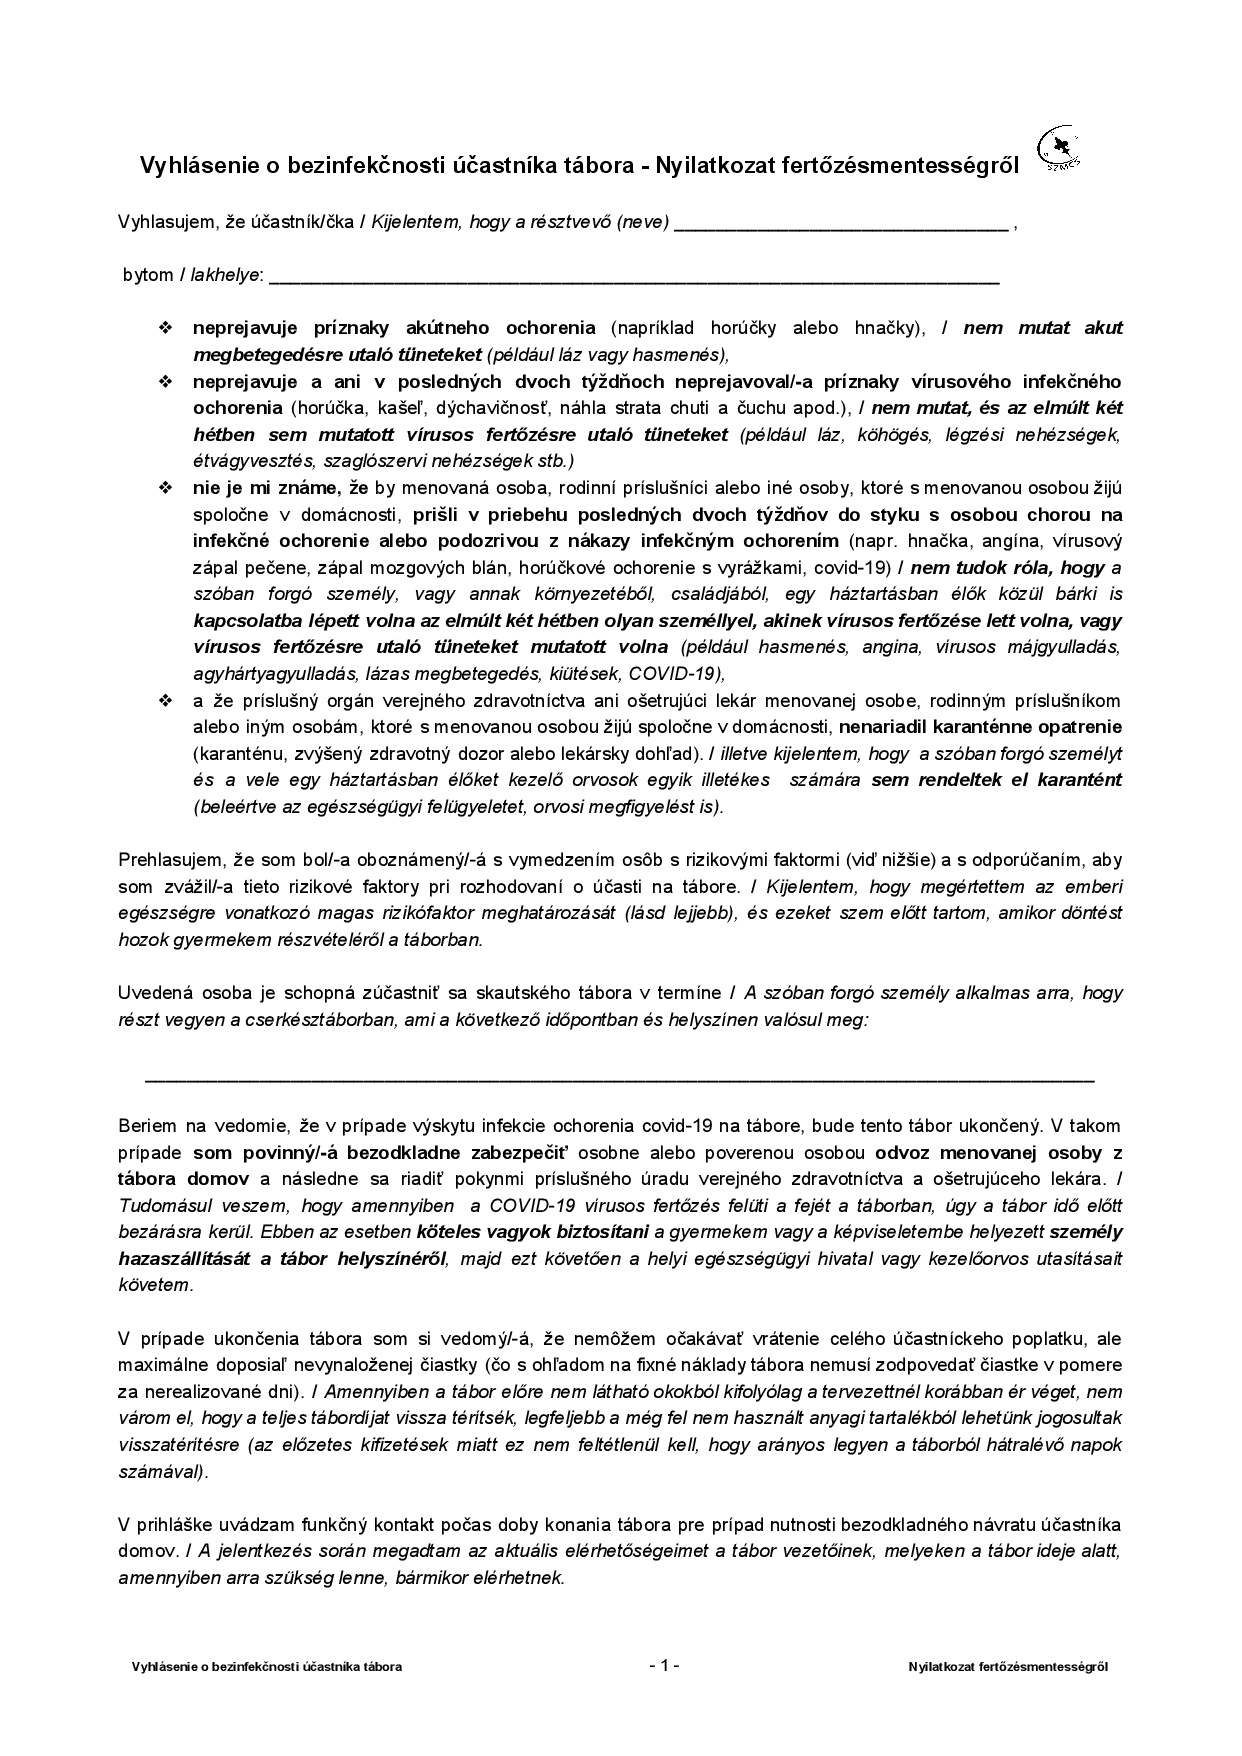 Vyhlásenie o bezinfekčnosti účastníka tábora - Nyilatkozat fertőzésmentességről
SZMCS
Vyhlasujem, že účastník/čka / Kijelentem, hogy a résztvevő (neve) ________________________________ ,
bytom / lakhelye: ______________________________________________________________________
❖ neprejavuje príznaky akútneho ochorenia (napríklad horúčky alebo hnačky), / nem mutat akut
megbetegedésre utaló tüneteket (például láz vagy hasmenés),
❖ neprejavuje a ani v posledných dvoch týždňoch neprejavoval/-a príznaky vírusového infekčného
ochorenia (horúčka, kašeľ, dýchavičnosť, náhla strata chuti a čuchu apod.), / nem mutat, és az elmúlt két
hétben sem mutatott vírusos fertőzésre utaló tüneteket (például láz, köhögés, légzési nehézségek,
étvágyvesztés, szaglószervi nehézségek stb.)
❖ nie je mi známe, že by menovaná osoba, rodinní príslušníci alebo iné osoby, ktoré s menovanou osobou žijú
spoločne v domácnosti, prišli v priebehu posledných dvoch týždňov do styku s osobou chorou na
infekčné ochorenie alebo podozrivou z nákazy infekčným ochorením (napr. hnačka, angína, vírusový
zápal pečene, zápal mozgových blán, horúčkové ochorenie s vyrážkami, covid-19) / nem tudok róla, hogy a
szóban forgó személy, vagy annak környezetéből, családjából, egy háztartásban élők közül bárki is
kapcsolatba lépett volna az elmúlt két hétben olyan személlyel, akinek vírusos fertőzése lett volna, vagy
vírusos fertőzésre utaló tüneteket mutatott volna (például hasmenés, angina, vírusos májgyulladás,
agyhártyagyulladás, lázas megbetegedés, kiütések, COVID-19),
❖ a že príslušný orgán verejného zdravotníctva ani ošetrujúci lekár menovanej osobe, rodinným príslušníkom
alebo iným osobám, ktoré s menovanou osobou žijú spoločne v domácnosti, nenariadil karanténne opatrenie
(karanténu, zvýšený zdravotný dozor alebo lekársky dohľad). / illetve kijelentem, hogy a szóban forgó személyt
és a vele egy háztartásban élőket kezelő orvosok egyik illetékes számára sem rendeltek el karantént
(beleértve az egészségügyi felügyeletet, orvosi megfigyelést is).
Prehlasujem, že som bol/-a oboznámený/-á s vymedzením osôb s rizikovými faktormi (viď nižšie) a s odporúčaním, aby
som zvážil/-a tieto rizikové faktory pri rozhodovaní o účasti na tábore. / Kijelentem, hogy megértettem az emberi
egészségre vonatkozó magas rizikófaktor meghatározását (lásd lejjebb), és ezeket szem előtt tartom, amikor döntést
hozok gyermekem részvételéről a táborban.
Uvedená osoba je schopná zúčastniť sa skautského tábora v termíne / A szóban forgó személy alkalmas arra, hogy
részt vegyen a cserkésztáborban, ami a következő időpontban és helyszínen valósul meg:
___________________________________________________________________________________________
Beriem na vedomie, že v prípade výskytu infekcie ochorenia covid-19 na tábore, bude tento tábor ukončený. V takom
prípade som povinný/-á bezodkladne zabezpečiť osobne alebo poverenou osobou odvoz menovanej osoby z
tábora domov a následne sa riadiť pokynmi príslušného úradu verejného zdravotníctva a ošetrujúceho lekára. /
Tudomásul veszem, hogy amennyiben a COVID-19 vírusos fertőzés felüti a fejét a táborban, úgy a tábor idő előtt
bezárásra kerül. Ebben az esetben köteles vagyok biztosítani a gyermekem vagy a képviseletembe helyezett személy
hazaszállítását a tábor helyszínéről, majd ezt követően a helyi egészségügyi hivatal vagy kezelőorvos utasításait
követem.
V prípade ukončenia tábora som si vedomý/-á, že nemôžem očakávať vrátenie celého účastníckeho poplatku, ale
maximálne doposiaľ nevynaloženej čiastky (čo s ohľadom na fixné náklady tábora nemusí zodpovedať čiastke v pomere
za nerealizované dni). / Amennyiben a tábor előre nem látható okokból kifolyólag a tervezettnél korábban ér véget, nem
várom el, hogy a teljes tábordíjat vissza térítsék, legfeljebb a még fel nem használt anyagi tartalékból lehetünk jogosultak
visszatérítésre (az előzetes kifizetések miatt ez nem feltétlenül kell, hogy arányos legyen a táborból hátralévő napok
számával).
V prihláške uvádzam funkčný kontakt počas doby konania tábora pre prípad nutnosti bezodkladného návratu účastníka
domov. / A jelentkezés során megadtam az aktuális elérhetőségeimet a tábor vezetőinek, melyeken a tábor ideje alatt,
amennyiben arra szükség lenne, bármikor elérhetnek.
Vyhlásenie o bezinfekčnosti účastníka tábora - 1 - Nyilatkozat fertőzésmentességről